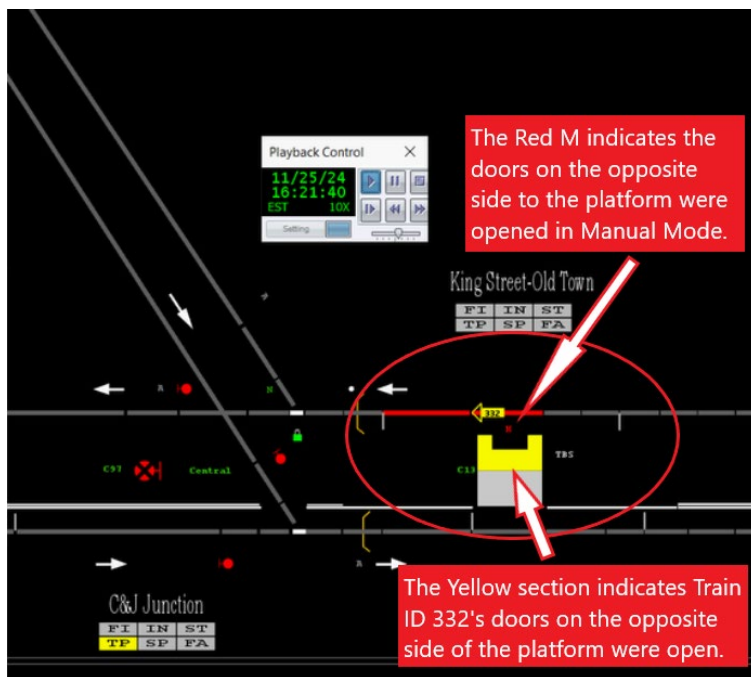 The Red M indicates the
doors on the opposite
side to the platform were
opened in Manual Mode.
Playback Control
11/25/24
16:21:40
EST 10X
Setting
King Street-Old Town
FI IN ST
TP SP FA
R
N
332
M
C97
Central
C13
TBS
R
C&J Junction
FI IN ST
TP SP FA
The Yellow section indicates Train
ID 332's doors on the opposite
side of the platform were open.